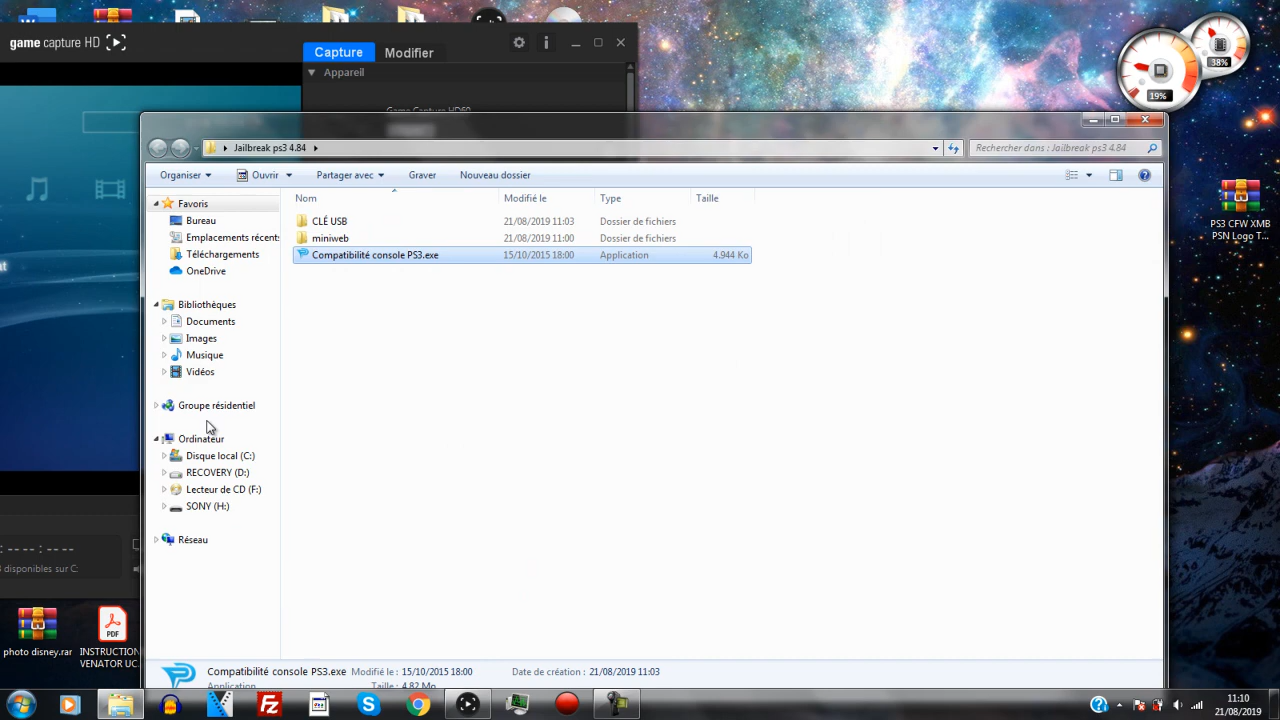 game capture HD
Capture
Modifier
Appareil
Game Capture HD60
19%
38%
Jailbreak ps3 4.84
Rechercher dans : Jailbreak ps3 4.84
Organiser
Ouvrir
Partager avec
Graver
Nouveau dossier
Favoris
Bureau
Emplacements récents
Téléchargements
OneDrive
Bibliothèques
Documents
Images
Musique
Vidéos
Groupe résidentiel
Ordinateur
Disque local (C:)
RECOVERY (D:)
Lecteur de CD (F:)
SONY (H:)
Réseau
Nom Modifié le Type Taille
CLÉ USB 21/08/2019 11:03 Dossier de fichiers
miniweb 21/08/2019 11:00 Dossier de fichiers
Compatibilité console PS3.exe 15/10/2015 18:00 Application 4.944 Ko
PS3 CFW XMB
PSN Logo T...
-- -- : -- -- : -- --
disponibles sur C:
photo disney.rar
PDF
INSTRUCTION
VENATOR UC
Compatibilité console PS3.exe Modifié le : 15/10/2015 18:00 Date de création : 21/08/2019 11:03
Application Taille : 4,82 Mo
11:10
21/08/2019